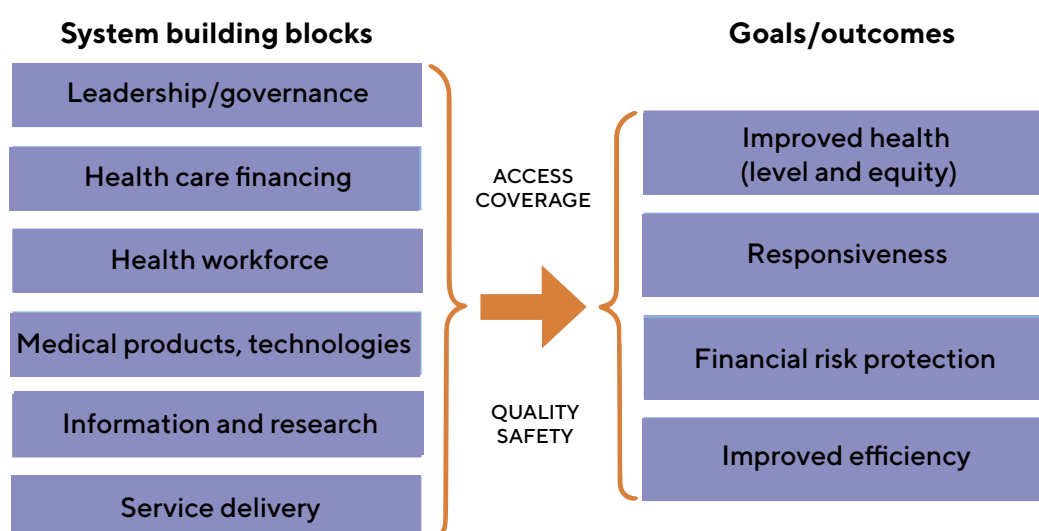 System building blocks
Leadership/governance
Health care financing
Health workforce
Medical products, technologies
Information and research
Service delivery
ACCESS
COVERAGE
QUALITY
SAFETY
Goals/outcomes
Improved health
(level and equity)
Responsiveness
Financial risk protection
Improved efficiency